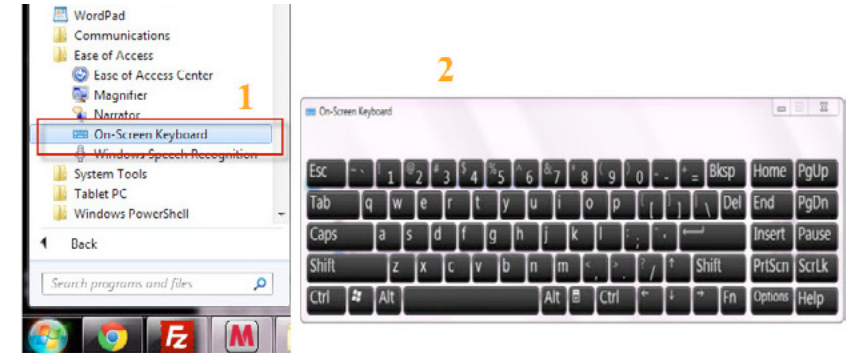 WordPad
Communications
Ease of Access
Ease of Access Center
Magnifier
Narrator
On-Screen Keyboard
Windows Speech Recognition
System Tools
Tablet PC
Windows PowerShell
Back
Search programs and files
1
2
On-Screen Keyboard
Esc ~ ` ! 1 @ 2 # 3 $ 4 % 5 ^ 6 & 7 * 8 ( 9 ) 0 - + = Bksp Home PgUp
Tab q w e r t y u i o p [ ] \ Del End PgDn
Caps a s d f g h j k l : ; " ' Insert Pause
Shift z x c v b n m < , > . ? / ↑ Shift PrtScn ScrLk
Ctrl Alt Alt Ctrl ← ↓ → Fn Options Help
Fz
M